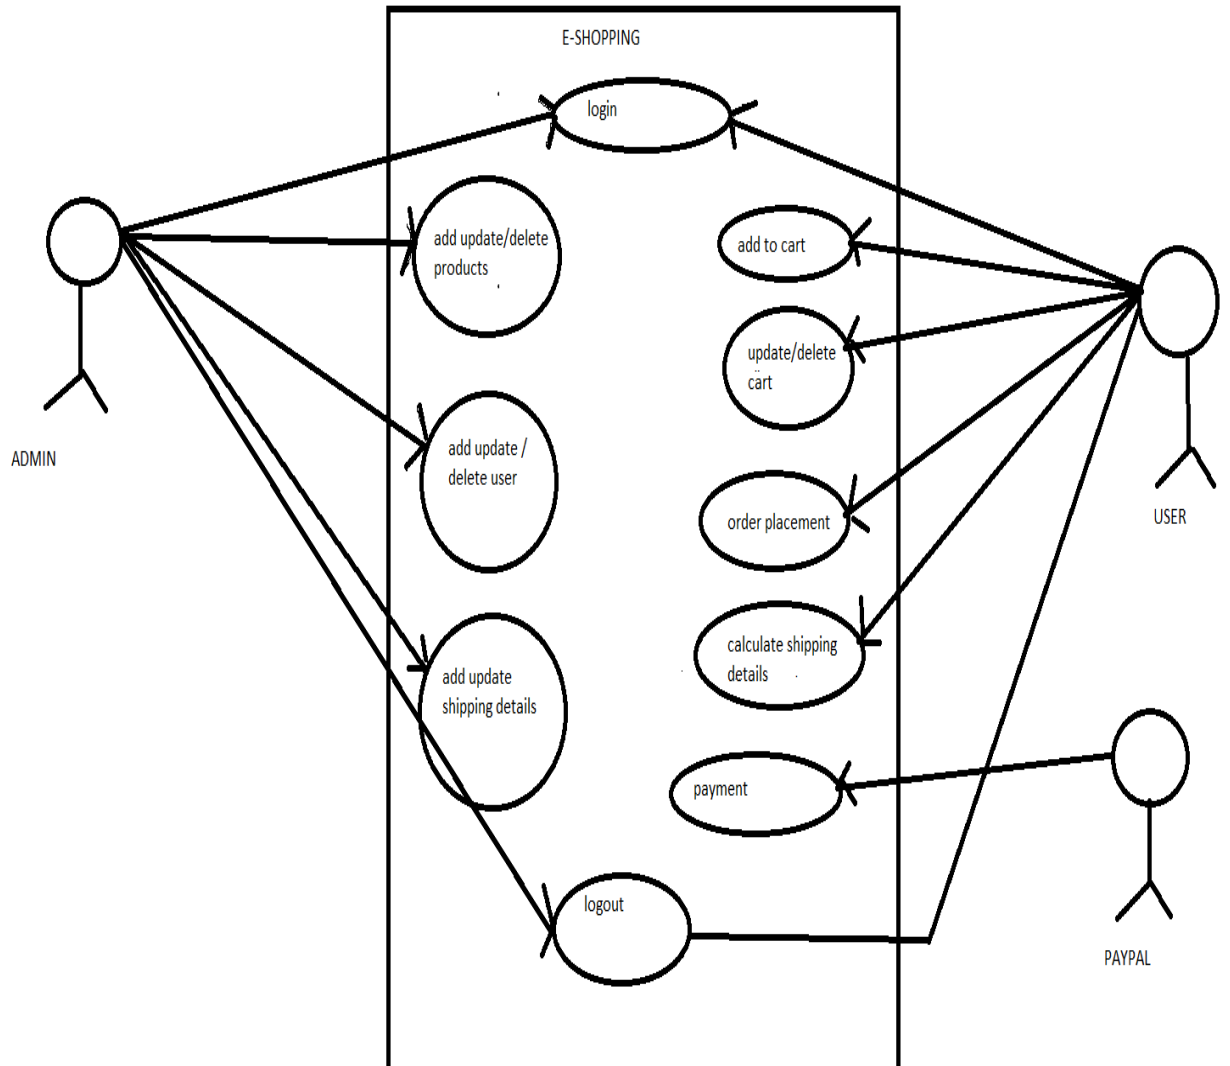 E-SHOPPING
login
add update/delete
products
add to cart
update/delete
cart
ADMIN
add update /
delete user
order placement
USER
calculate shipping
details
add update
shipping details
payment
logout
PAYPAL